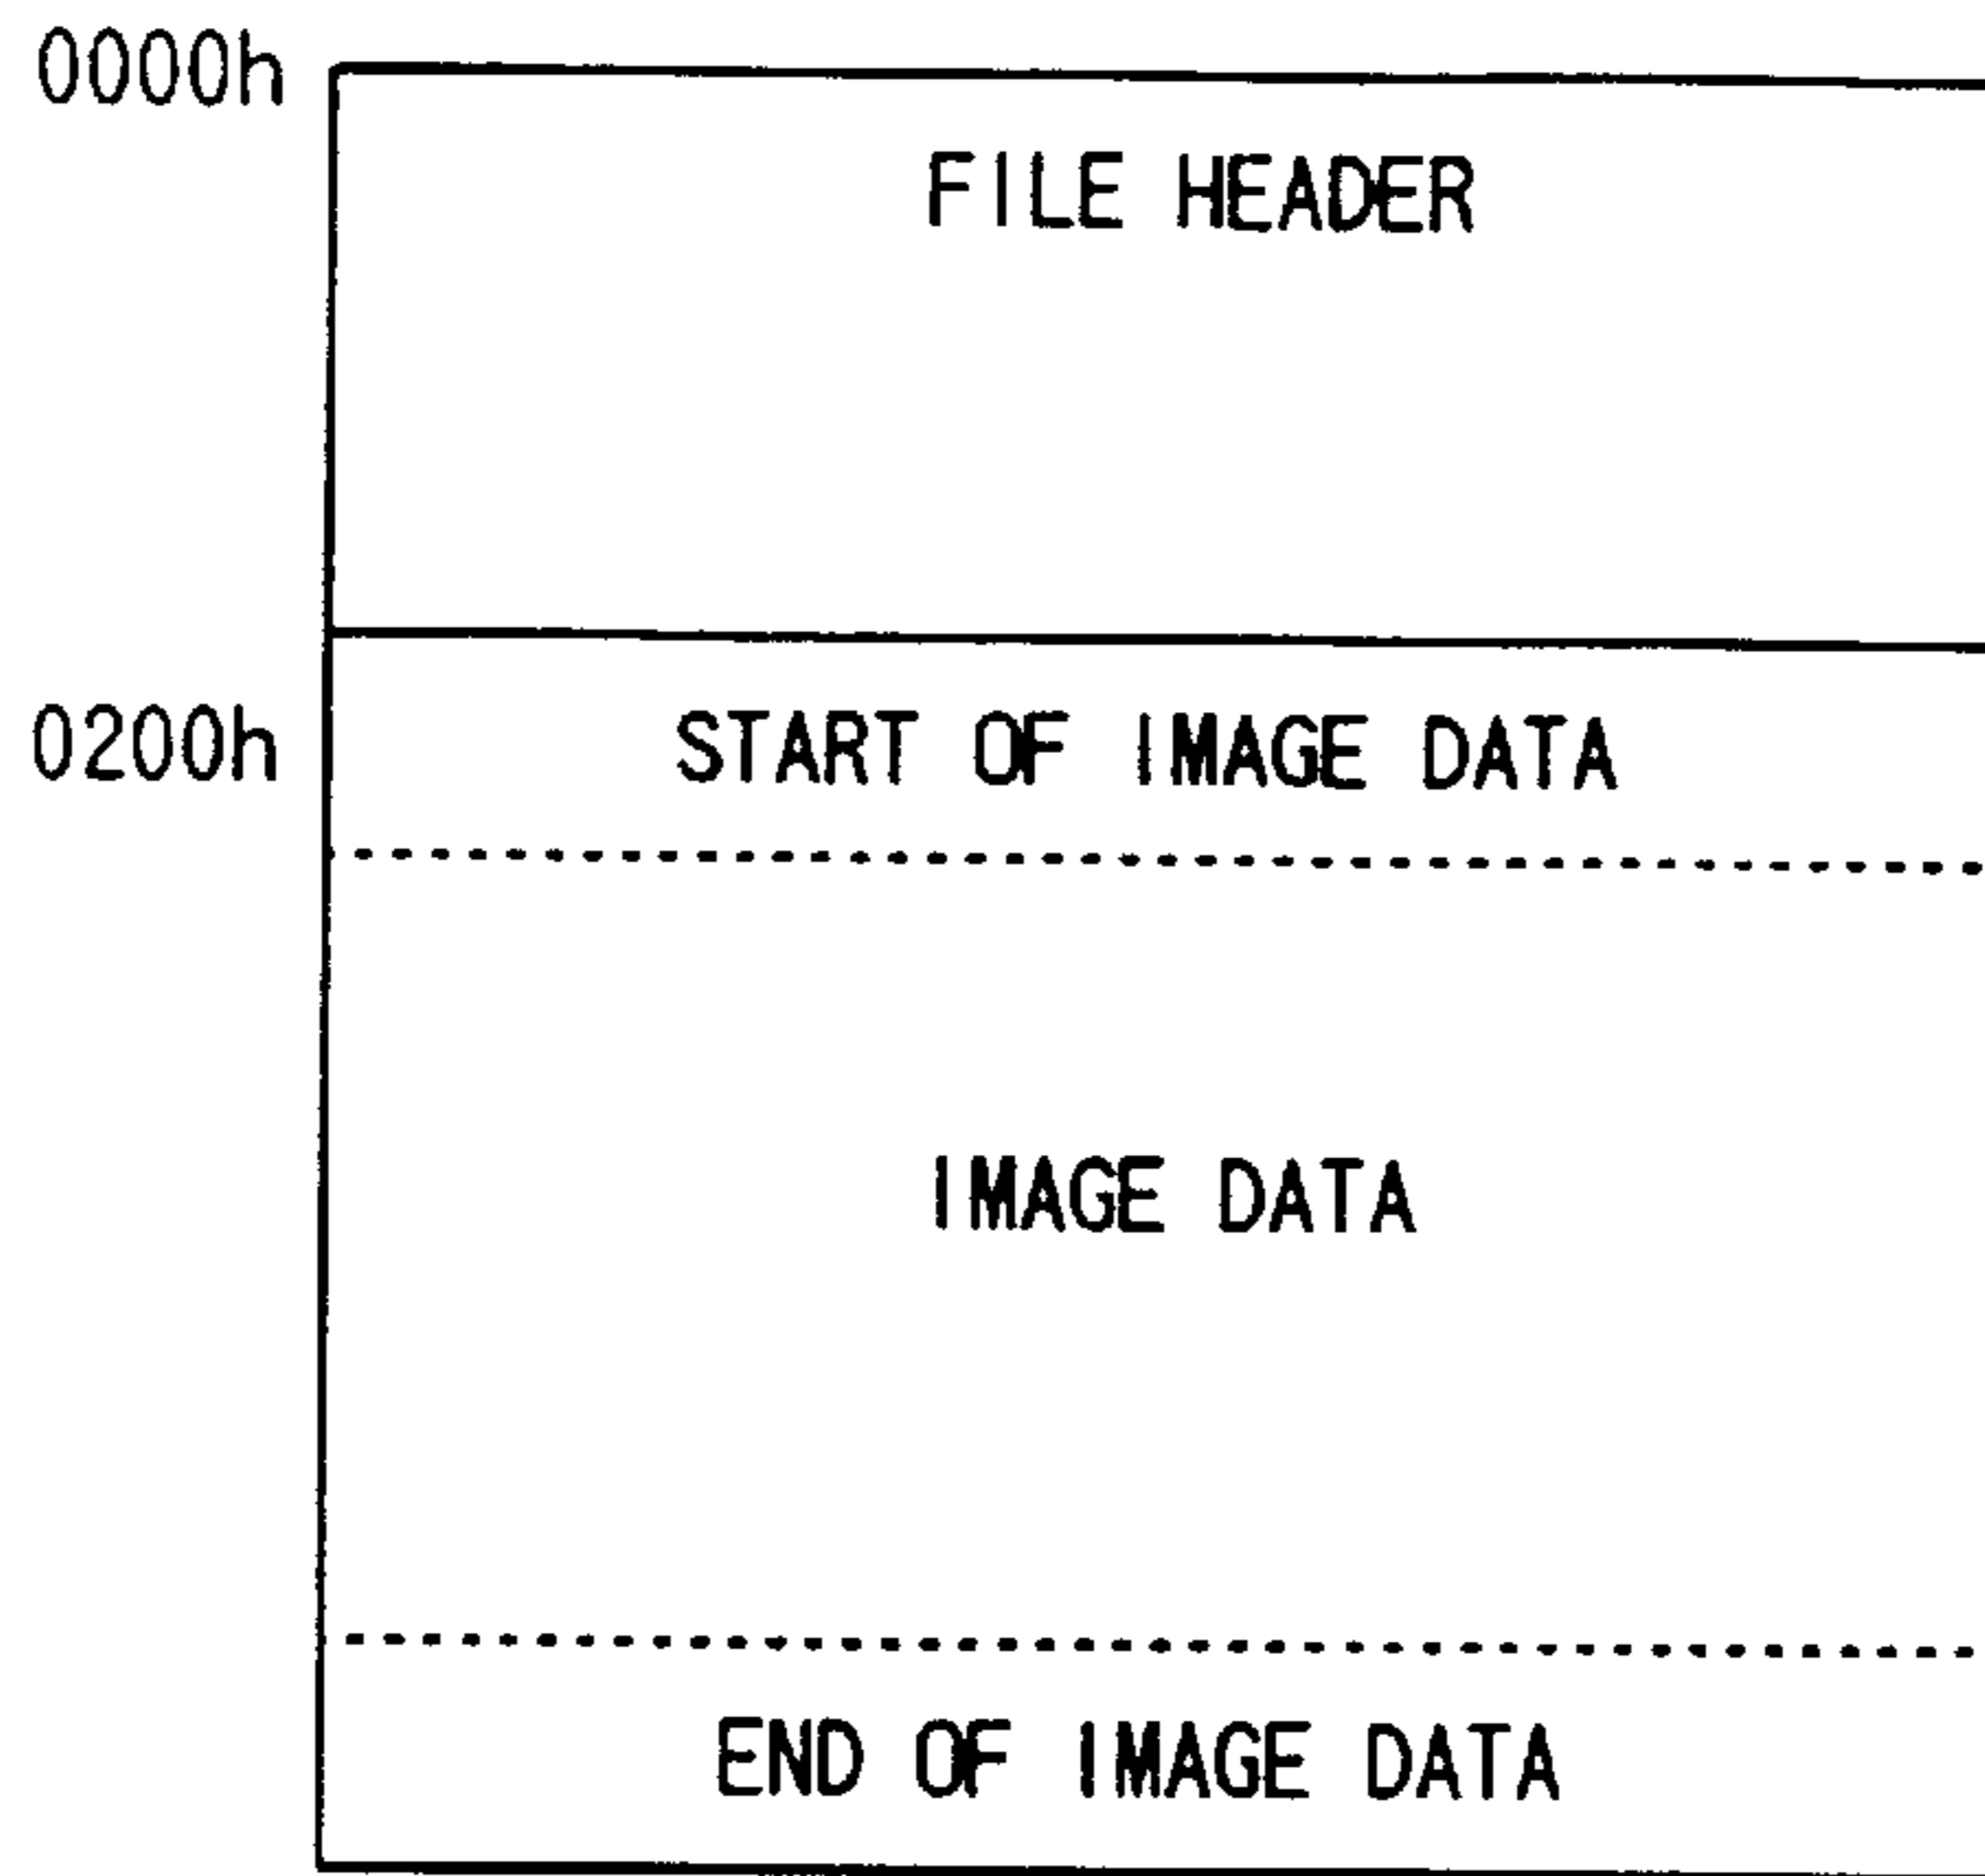 0000h
FILE HEADER
0200h
START OF IMAGE DATA
IMAGE DATA
END OF IMAGE DATA